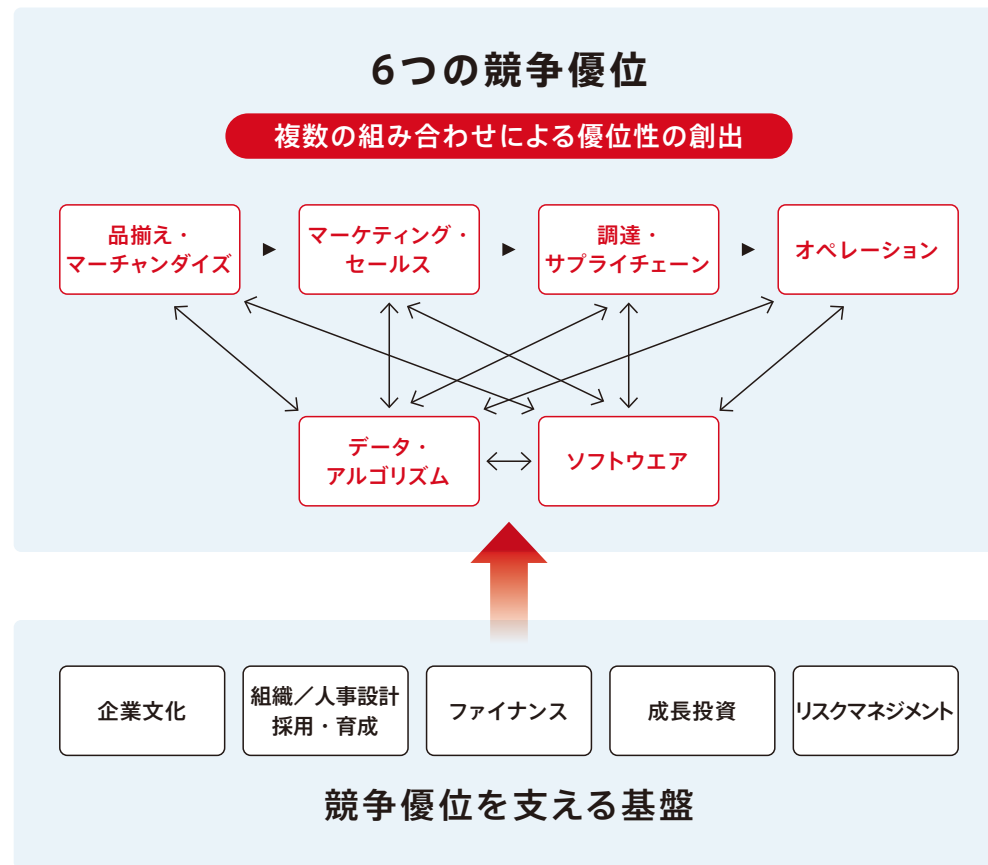 6つの競争優位
複数の組み合わせによる優位性の創出
品揃え・
マーチャンダイズ
マーケティング・
セールス
調達・
サプライチェーン
オペレーション
データ・
アルゴリズム
ソフトウエア
企業文化
組織／人事設計
採用・育成
ファイナンス
成長投資
リスクマネジメント
競争優位を支える基盤